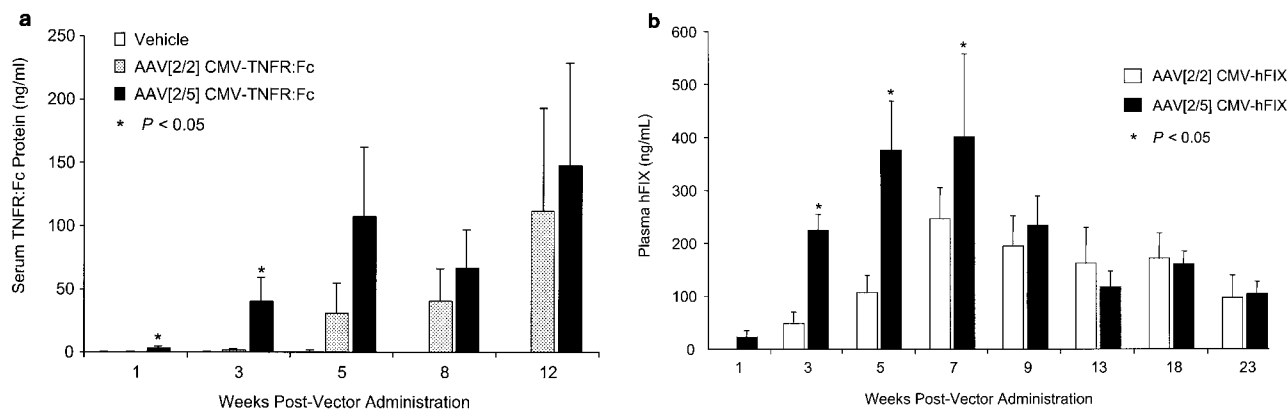 a
250
200
150
100
50
0
Serum TNFR:Fc Protein (ng/ml)
Vehicle
AAV[2/2] CMV-TNFR:Fc
AAV[2/5] CMV-TNFR:Fc
* P < 0.05
*
*
1 3 5 8 12
Weeks Post-Vector Administration
b
600
500
400
300
200
100
0
Plasma hFIX (ng/mL)
AAV[2/2] CMV-hFIX
AAV[2/5] CMV-hFIX
* P < 0.05
*
*
*
1 3 5 7 9 13 18 23
Weeks Post-Vector Administration